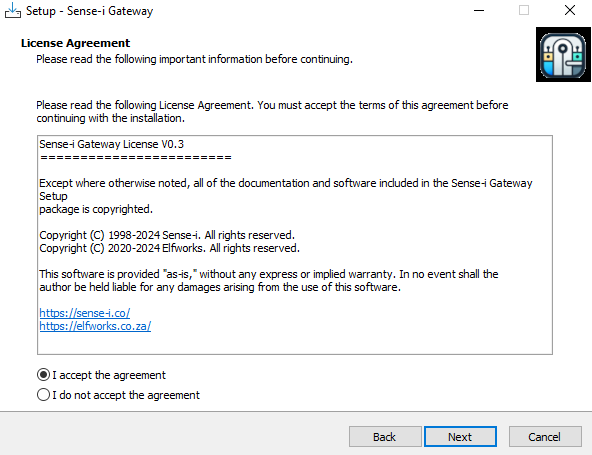 Setup - Sense-i Gateway
License Agreement
Please read the following important information before continuing.
Please read the following License Agreement. You must accept the terms of this agreement before
continuing with the installation.
Sense-i Gateway License V0.3
========================
Except where otherwise noted, all of the documentation and software included in the Sense-i Gateway
Setup
package is copyrighted.
Copyright (C) 1998-2024 Sense-i. All rights reserved.
Copyright (C) 2020-2024 Elfworks. All rights reserved.
This software is provided "as-is," without any express or implied warranty. In no event shall the
author be held liable for any damages arising from the use of this software.
https://sense-i.co/
https://elfworks.co.za/
I accept the agreement
I do not accept the agreement
Back
Next
Cancel